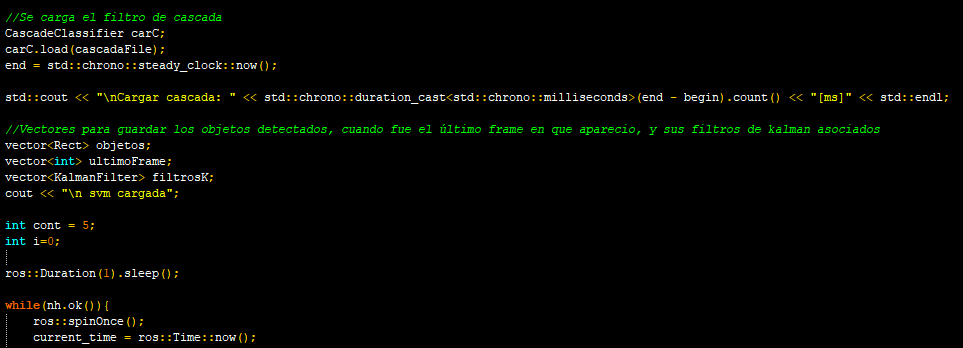 //Se carga el filtro de cascada
CascadeClassifier carC;
carC.load(cascadaFile);
end = std::chrono::steady_clock::now();
std::cout << "\nCargar cascada: " << std::chrono::duration_cast<std::chrono::milliseconds>(end - begin).count() << "[ms]" << std::endl;
//Vectores para guardar los objetos detectados, cuando fue el último frame en que aparecio, y sus filtros de kalman asociados
vector<Rect> objetos;
vector<int> ultimoFrame;
vector<KalmanFilter> filtrosK;
cout << "\n svm cargada";
int cont = 5;
int i=0;
ros::Duration(1).sleep();
while(nh.ok()){
    ros::spinOnce();
    current_time = ros::Time::now();